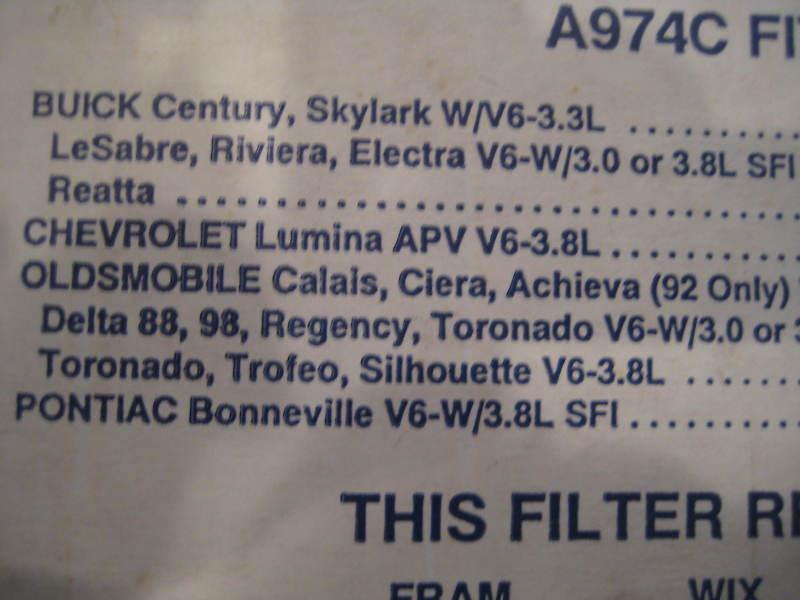 A974C FI
BUICK Century, Skylark W/V6-3.3L ..........
LeSabre, Riviera, Electra V6-W/3.0 or 3.8L SFI
Reatta ........................................
CHEVROLET Lumina APV V6-3.8L ............
OLDSMOBILE Calais, Ciera, Achieva (92 Only)
Delta 88, 98, Regency, Toronado V6-W/3.0 or 3
Toronado, Trofeo, Silhouette V6-3.8L .......
PONTIAC Bonneville V6-W/3.8L SFI ..........
THIS FILTER RE
FRAM WIX